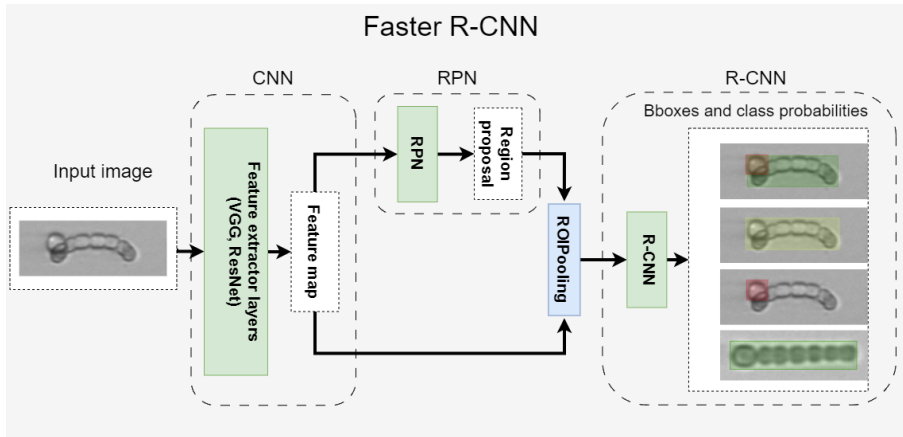 Faster R-CNN
CNN
RPN
R-CNN
Input image
Feature extractor layers
(VGG, ResNet)
Feature map
RPN
Region
proposal
ROIPooling
R-CNN
Bboxes and class probabilities